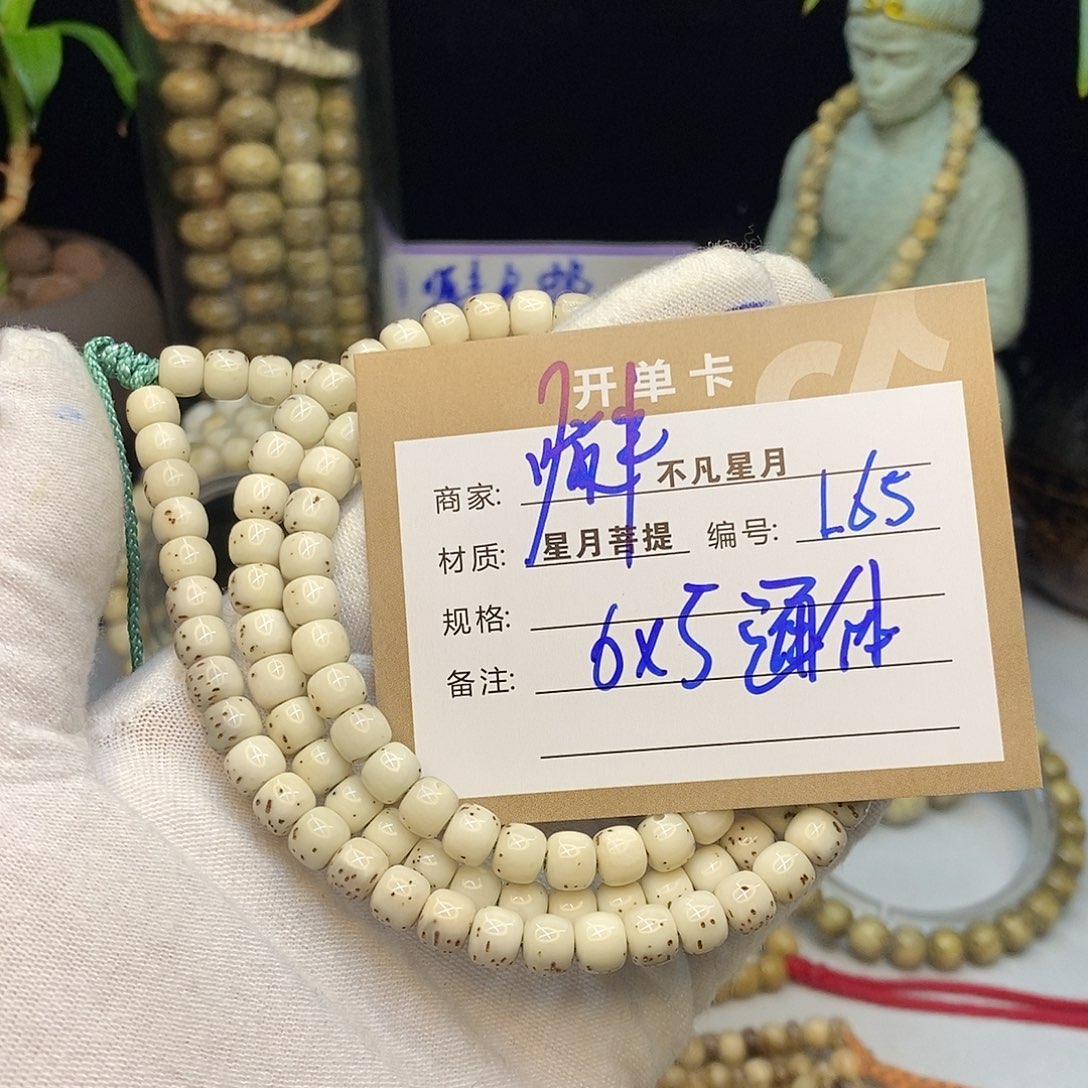 开单卡
商家: 不凡星月
材质: 星月菩提 编号: L65
规格:
备注: 6x5 通体